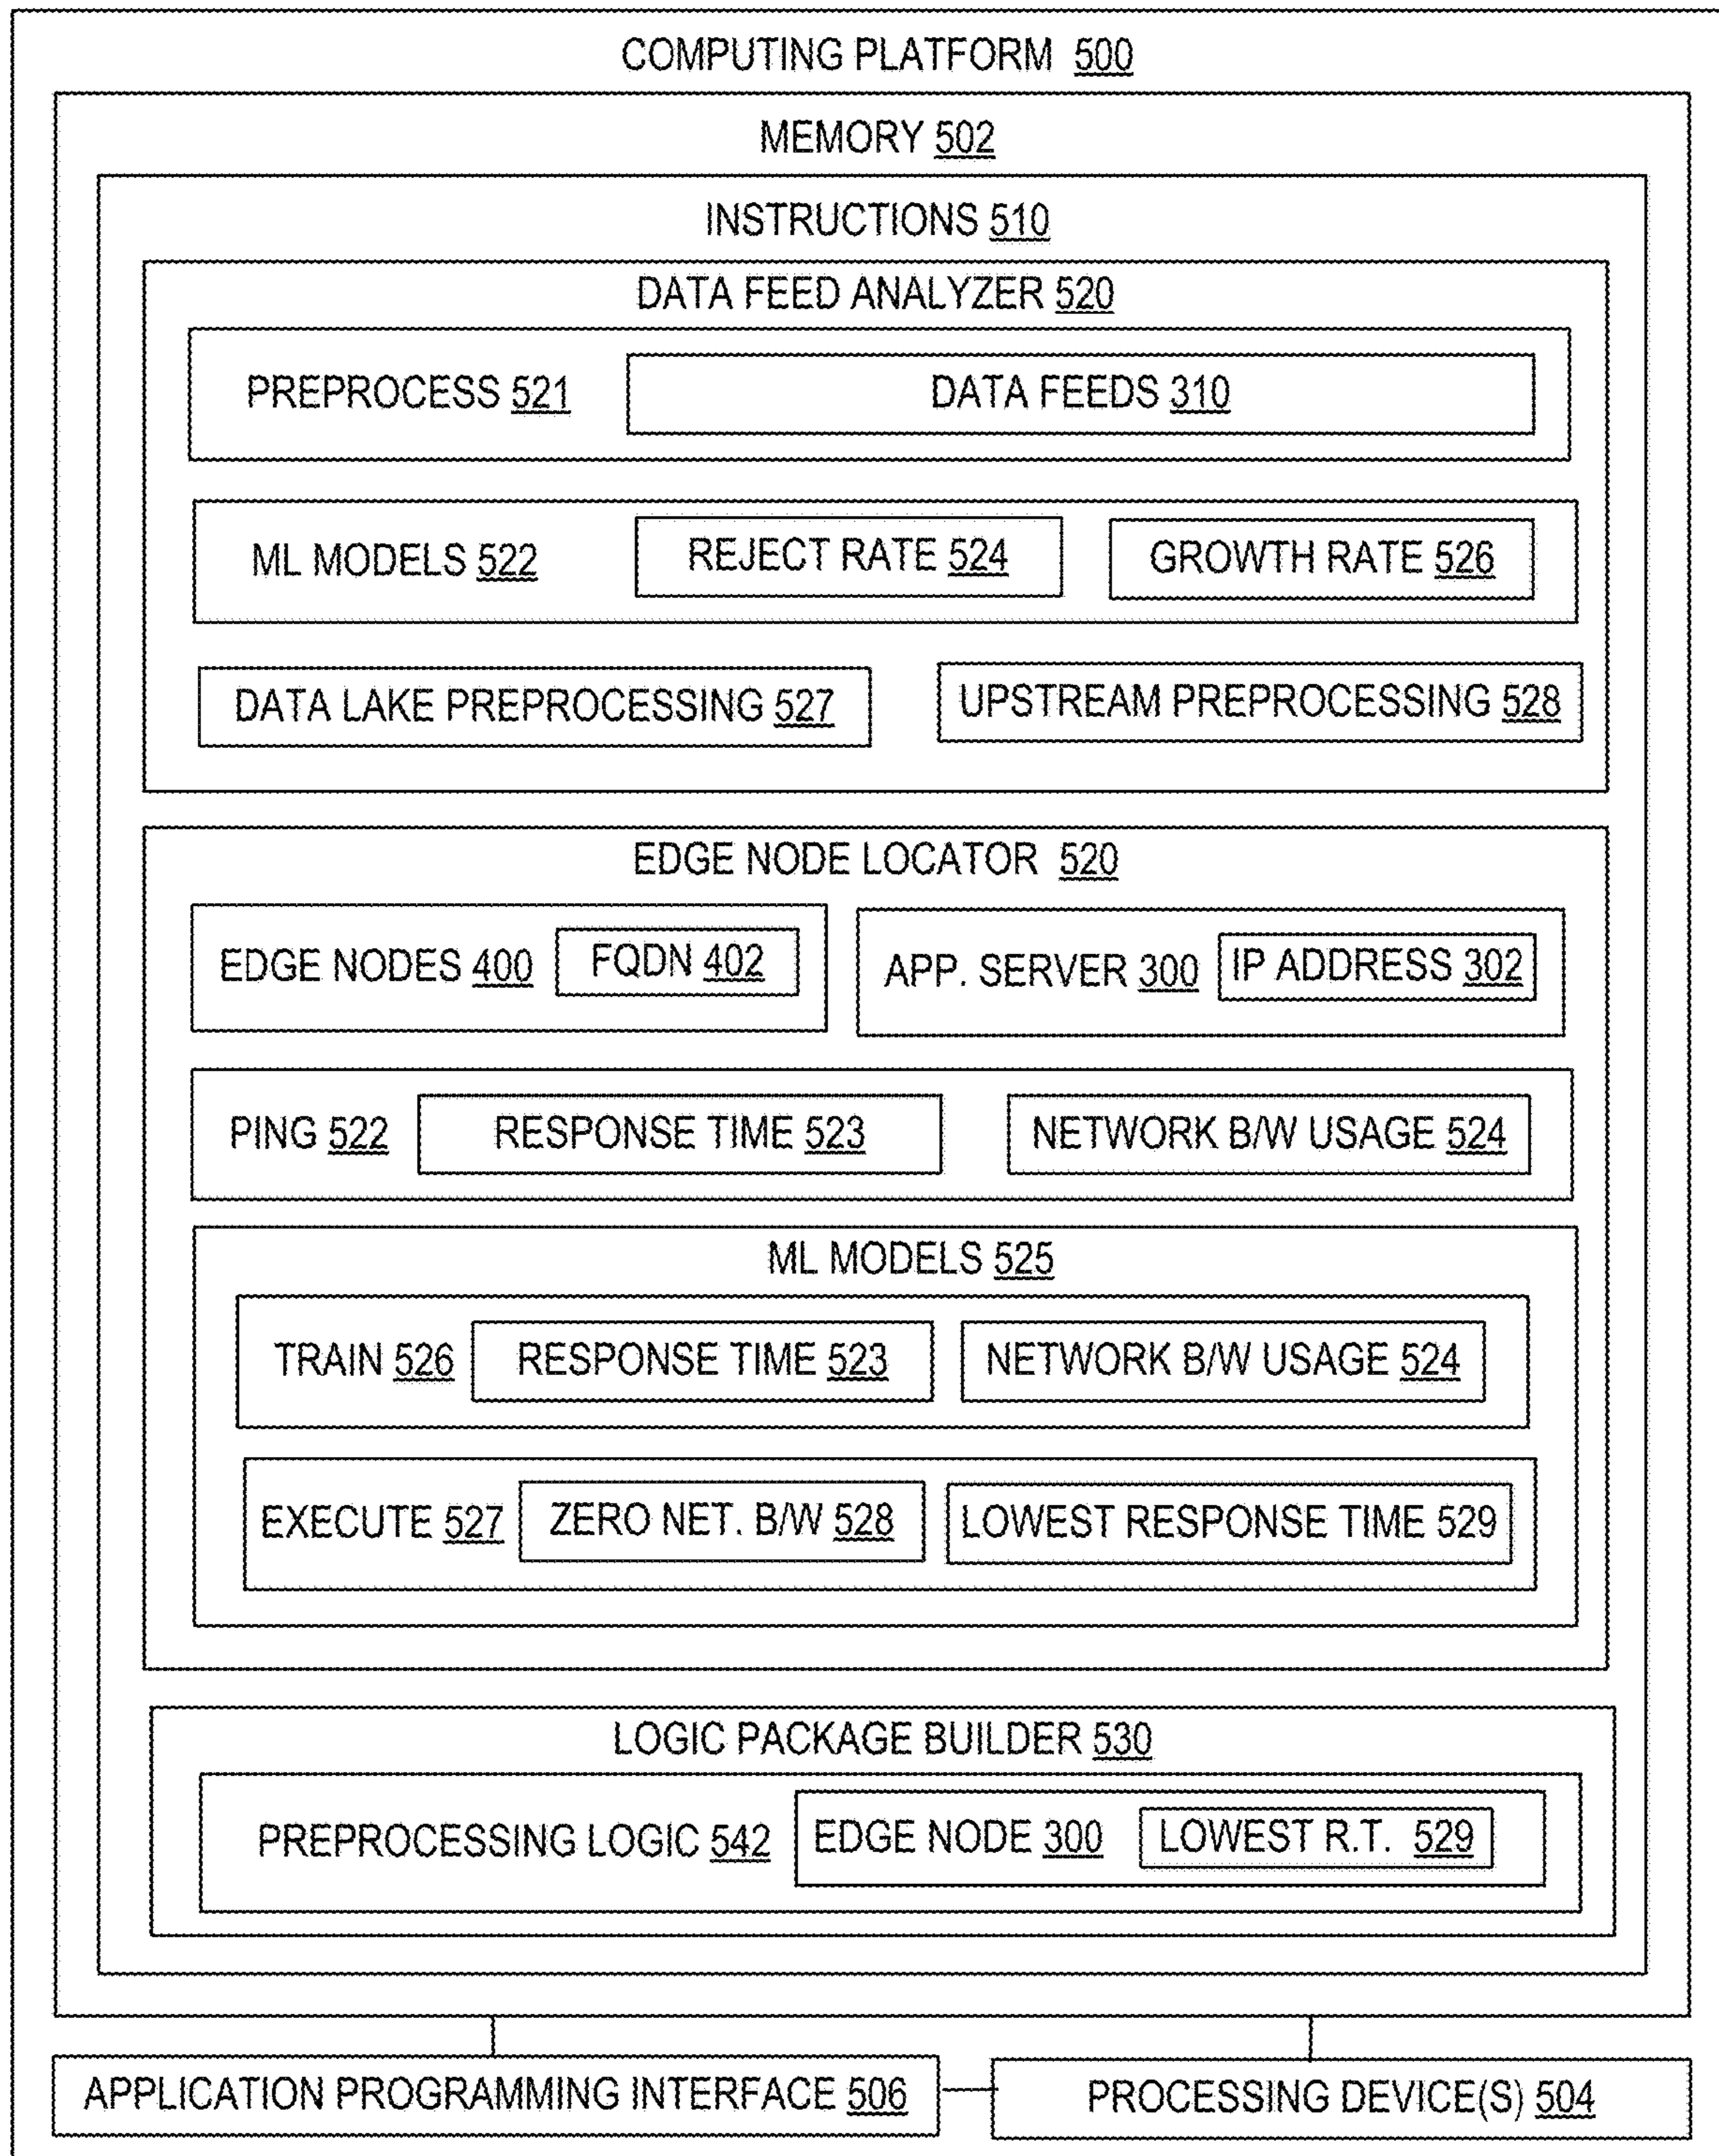 COMPUTING PLATFORM 500
MEMORY 502
INSTRUCTIONS 510
DATA FEED ANALYZER 520
PREPROCESS 521
DATA FEEDS 310
ML MODELS 522
REJECT RATE 524
GROWTH RATE 526
DATA LAKE PREPROCESSING 527
UPSTREAM PREPROCESSING 528
EDGE NODE LOCATOR 520
EDGE NODES 400
FQDN 402
APP. SERVER 300
IP ADDRESS 302
PING 522
RESPONSE TIME 523
NETWORK B/W USAGE 524
ML MODELS 525
TRAIN 526
RESPONSE TIME 523
NETWORK B/W USAGE 524
EXECUTE 527
ZERO NET. B/W 528
LOWEST RESPONSE TIME 529
LOGIC PACKAGE BUILDER 530
PREPROCESSING LOGIC 542
EDGE NODE 300
LOWEST R.T. 529
APPLICATION PROGRAMMING INTERFACE 506
PROCESSING DEVICE(S) 504